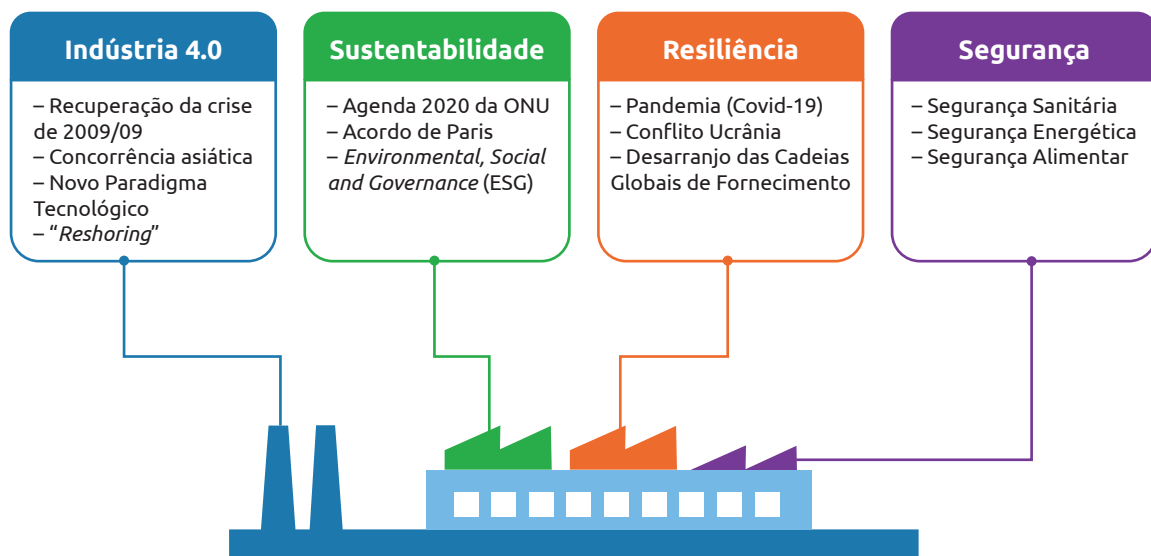 Indústria 4.0
– Recuperação da crise
de 2009/09
– Concorrência asiática
– Novo Paradigma
Tecnológico
– “Reshoring”
Sustentabilidade
– Agenda 2020 da ONU
– Acordo de Paris
– Environmental, Social
and Governance (ESG)
Resiliência
– Pandemia (Covid-19)
– Conflito Ucrânia
– Desarranjo das Cadeias
Globais de Fornecimento
Segurança
– Segurança Sanitária
– Segurança Energética
– Segurança Alimentar